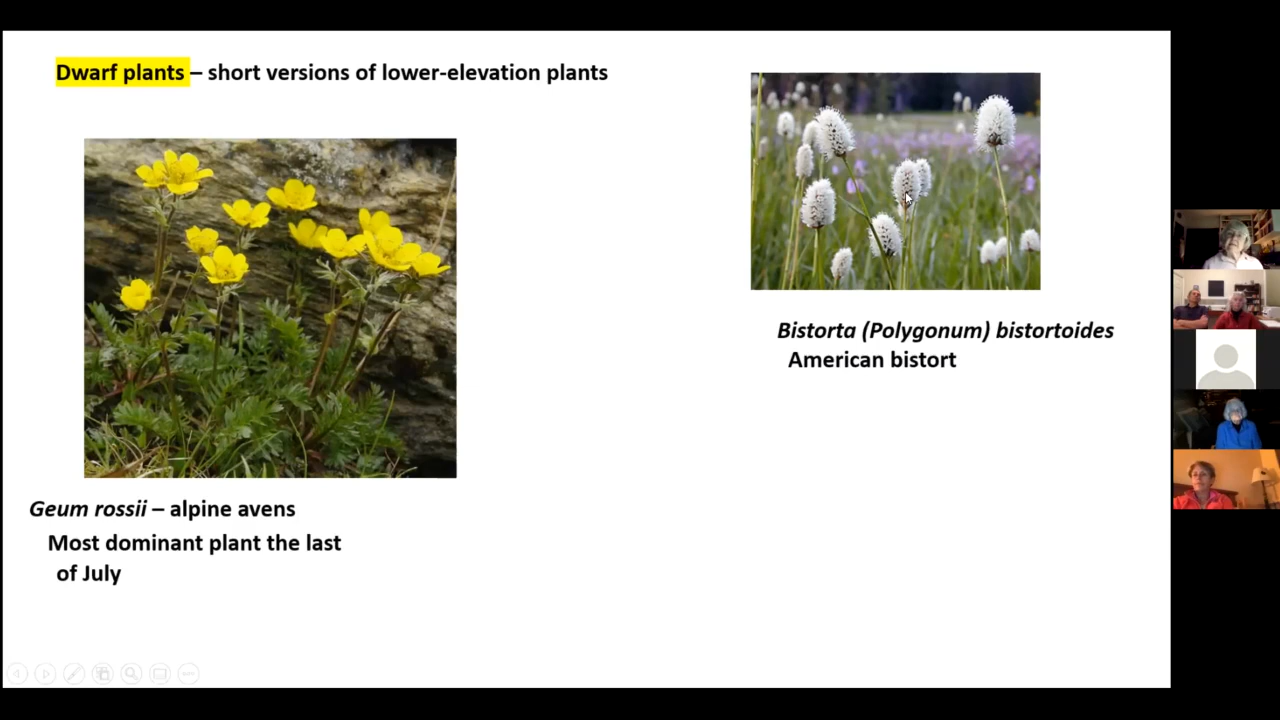 Dwarf plants – short versions of lower-elevation plants
Geum rossii – alpine avens
Most dominant plant the last
of July
Bistorta (Polygonum) bistortoides
American bistort